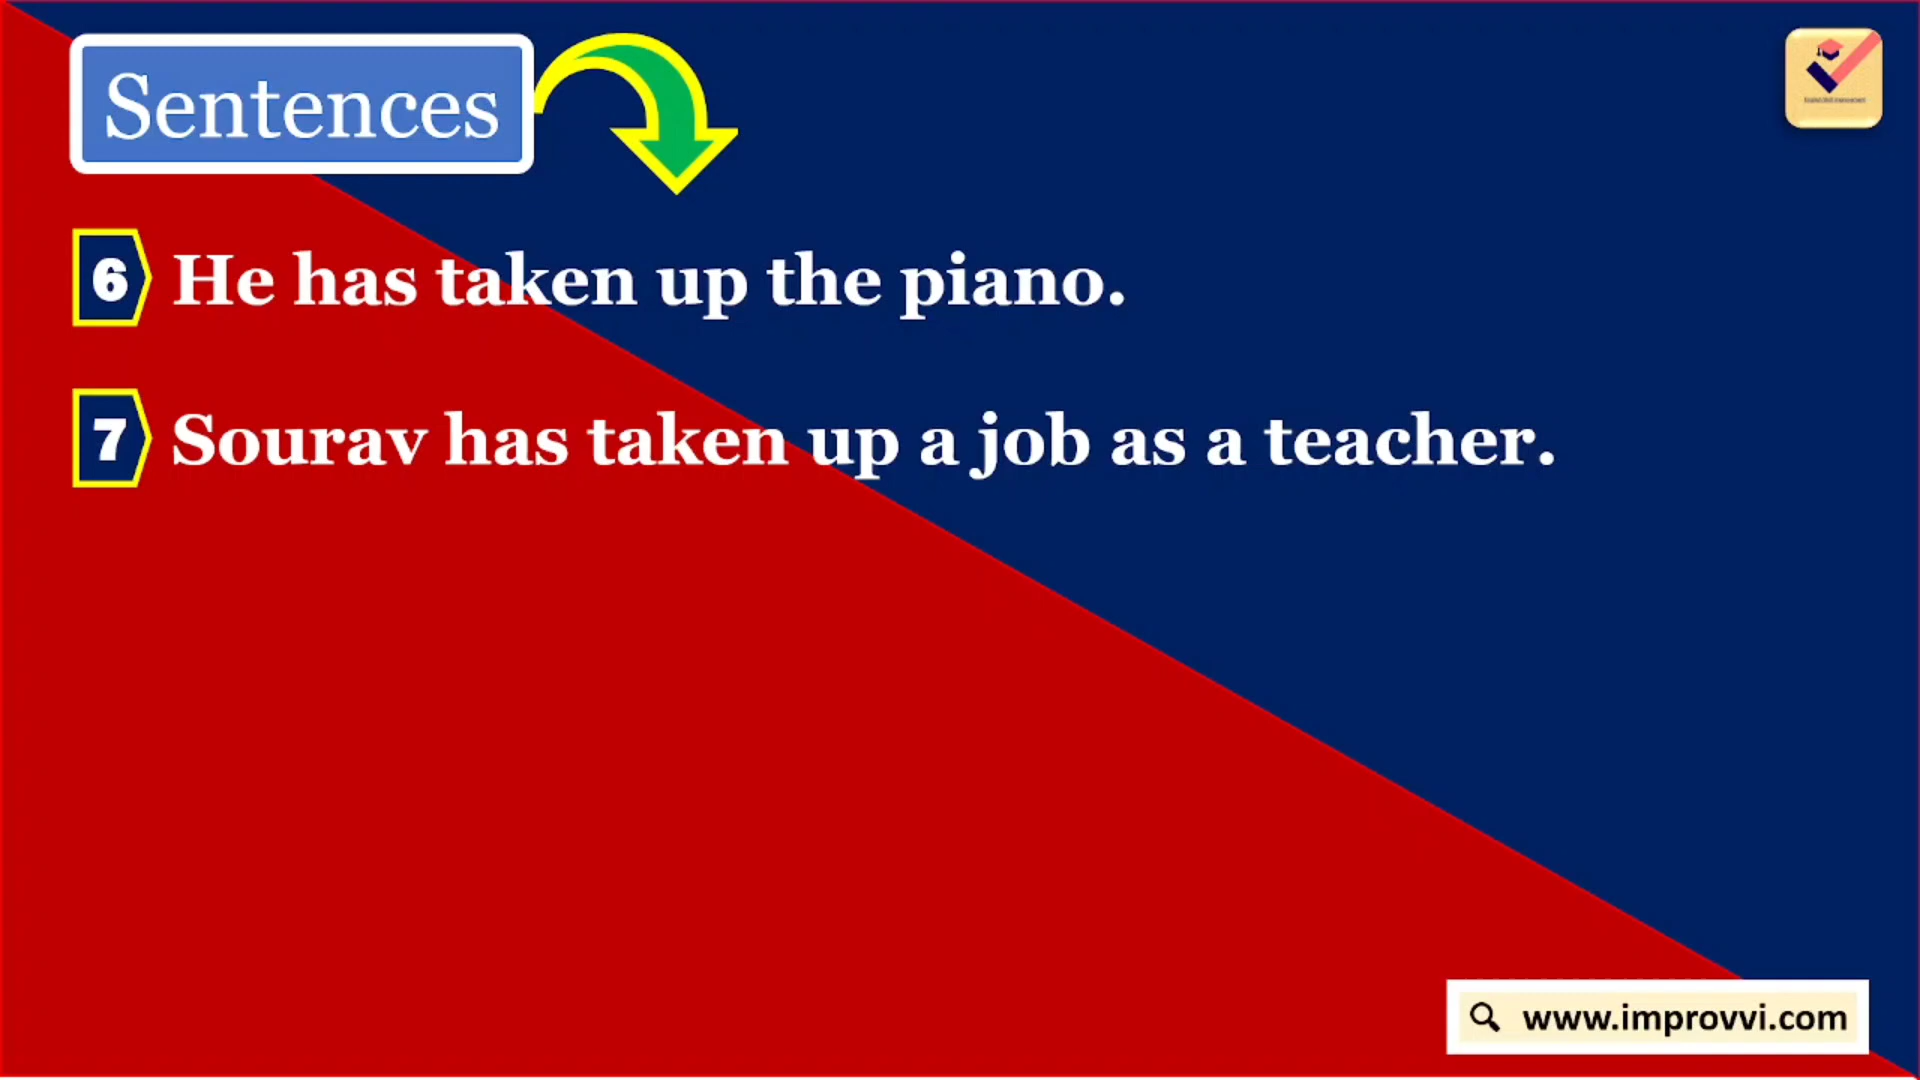 Sentences
6 He has taken up the piano.
7 Sourav has taken up a job as a teacher.
www.improvvi.com